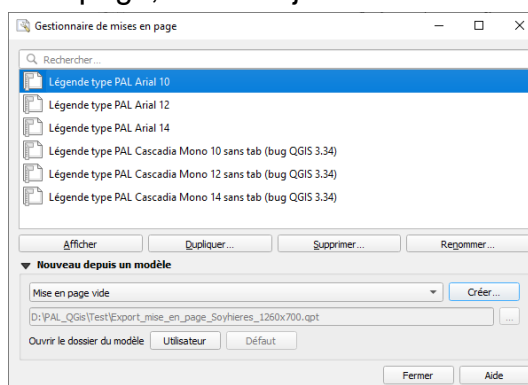 Gestionnaire de mises en page
Rechercher...
Légende type PAL Arial 10
Légende type PAL Arial 12
Légende type PAL Arial 14
Légende type PAL Cascadia Mono 10 sans tab (bug QGIS 3.34)
Légende type PAL Cascadia Mono 12 sans tab (bug QGIS 3.34)
Légende type PAL Cascadia Mono 14 sans tab (bug QGIS 3.34)
Afficher Dupliquer... Supprimer... Renommer...
Nouveau depuis un modèle
Mise en page vide Créer...
D:\PAL_QGis\Test\Export_mise_en_page_Soyhieres_1260x700.qpt ...
Ouvrir le dossier du modèle Utilisateur Défaut
Fermer Aide